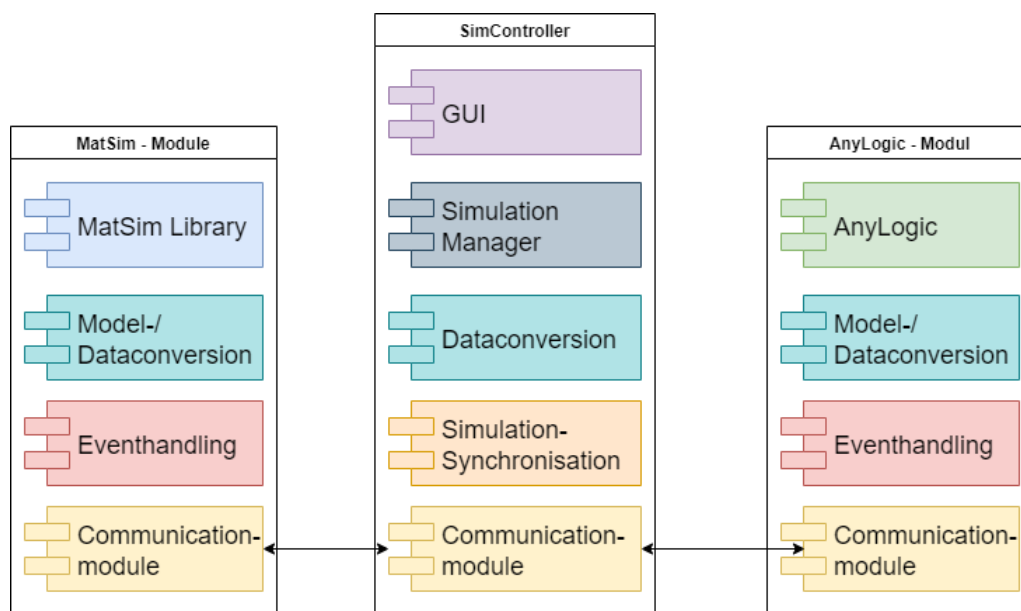 SimController
GUI
Simulation
Manager
Dataconversion
Simulation-
Synchronisation
Communication-
module
MatSim - Module
MatSim Library
Model-/
Dataconversion
Eventhandling
Communication-
module
AnyLogic - Modul
AnyLogic
Model-/
Dataconversion
Eventhandling
Communication-
module